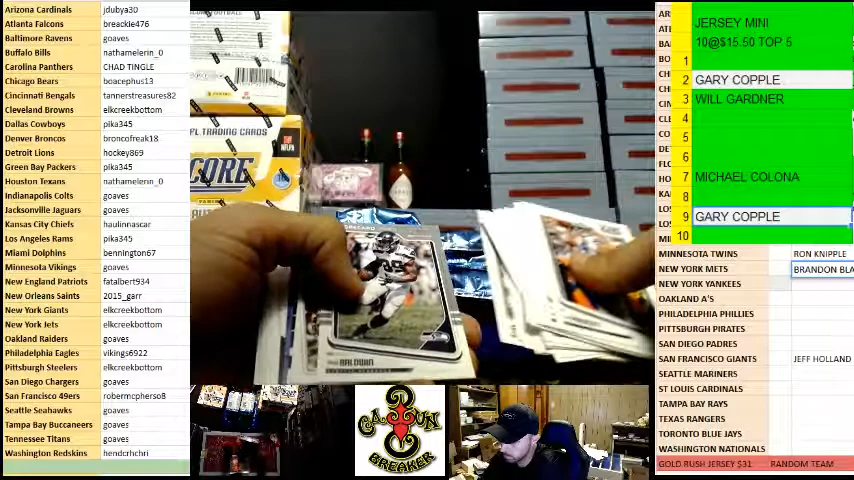 Arizona Cardinals jdubya30
Atlanta Falcons breackie476
Baltimore Ravens goaves
Buffalo Bills nathamelerin_0
Carolina Panthers CHAD TINGLE
Chicago Bears boacephus13
Cincinnati Bengals tannerstreasures82
Cleveland Browns elkcreekbottom
Dallas Cowboys pika345
Denver Broncos broncofreak18
Detroit Lions hockey869
Green Bay Packers pika345
Houston Texans nathamelerin_0
Indianapolis Colts goaves
Jacksonville Jaguars goaves
Kansas City Chiefs haulinnascar
Los Angeles Rams pika345
Miami Dolphins bennington67
Minnesota Vikings goaves
New England Patriots fatalbert934
New Orleans Saints 2015_garr
New York Giants elkcreekbottom
New York Jets elkcreekbottom
Oakland Raiders goaves
Philadelphia Eagles vikings6922
Pittsburgh Steelers elkcreekbottom
San Diego Chargers goaves
San Francisco 49ers robermcpherso8
Seattle Seahawks goaves
Tampa Bay Buccaneers goaves
Tennessee Titans goaves
Washington Redskins hendrhchri
FL TRADING CARDS
CORE
BALDWIN
CAJUN
BREAKER
JERSEY MINI
10@$15.50 TOP 5
1
2 GARY COPPLE
3 WILL GARDNER
4
5
6
7 MICHAEL COLONA
8
9 GARY COPPLE
10
MINNESOTA TWINS RON KNIPPLE
NEW YORK METS BRANDON BLA
NEW YORK YANKEES
OAKLAND A'S
PHILADELPHIA PHILLIES
PITTSBURGH PIRATES
SAN DIEGO PADRES
SAN FRANCISCO GIANTS JEFF HOLLAND
SEATTLE MARINERS
ST LOUIS CARDINALS
TAMPA BAY RAYS
TEXAS RANGERS
TORONTO BLUE JAYS
WASHINGTON NATIONALS
GOLD RUSH JERSEY $31 RANDOM TEAM